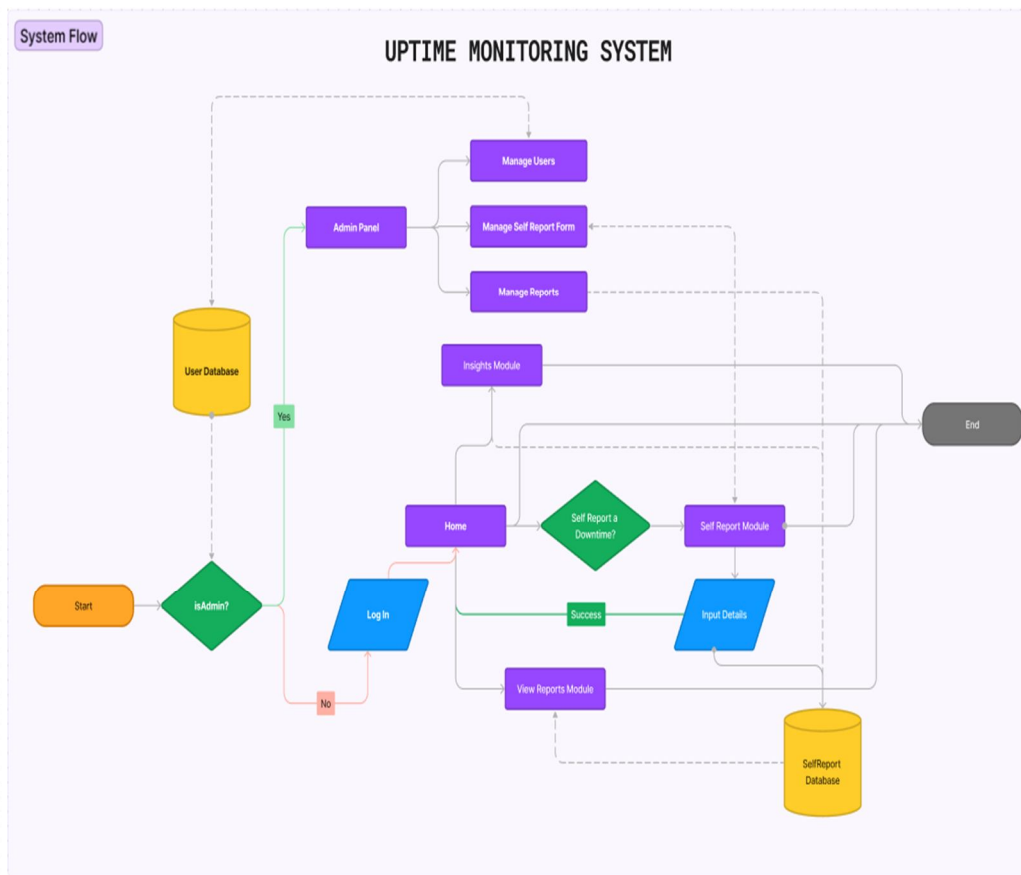 System Flow
UPTIME MONITORING SYSTEM
Manage Users
Admin Panel
Manage Self Report Form
Manage Reports
Insights Module
User Database
Yes
End
Home
Self Report a
Downtime?
Self Report Module
Start
isAdmin?
Log In
Success
Input Details
No
View Reports Module
SelfReport
Database